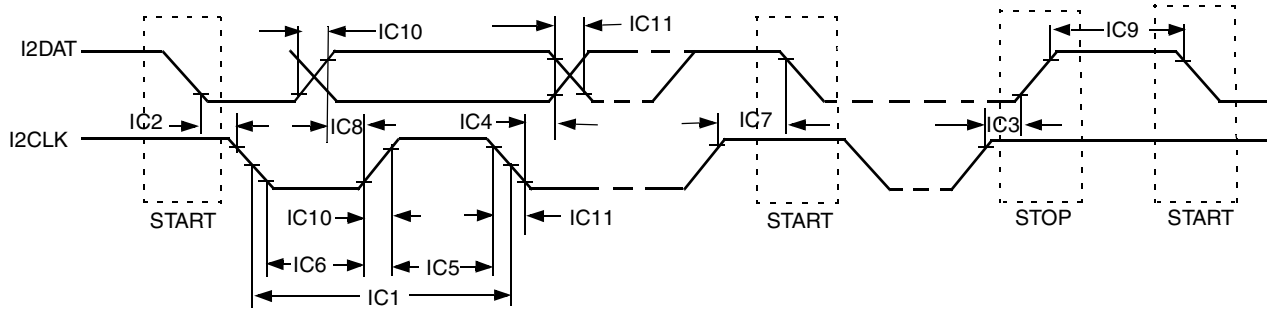 IC10
IC11
IC9
I2DAT
IC2
IC8
IC4
IC7
IC3
I2CLK
START
IC10
IC11
START
STOP
START
IC6
IC5
IC1